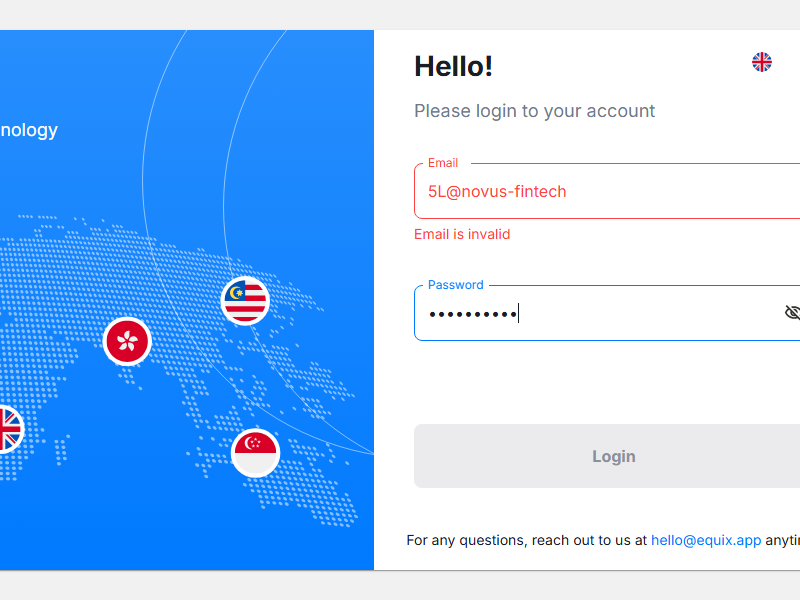 nology
Hello!
Please login to your account
Email
5L@novus-fintech
Email is invalid
Password
••••••••••
Login
For any questions, reach out to us at hello@equix.app anytim